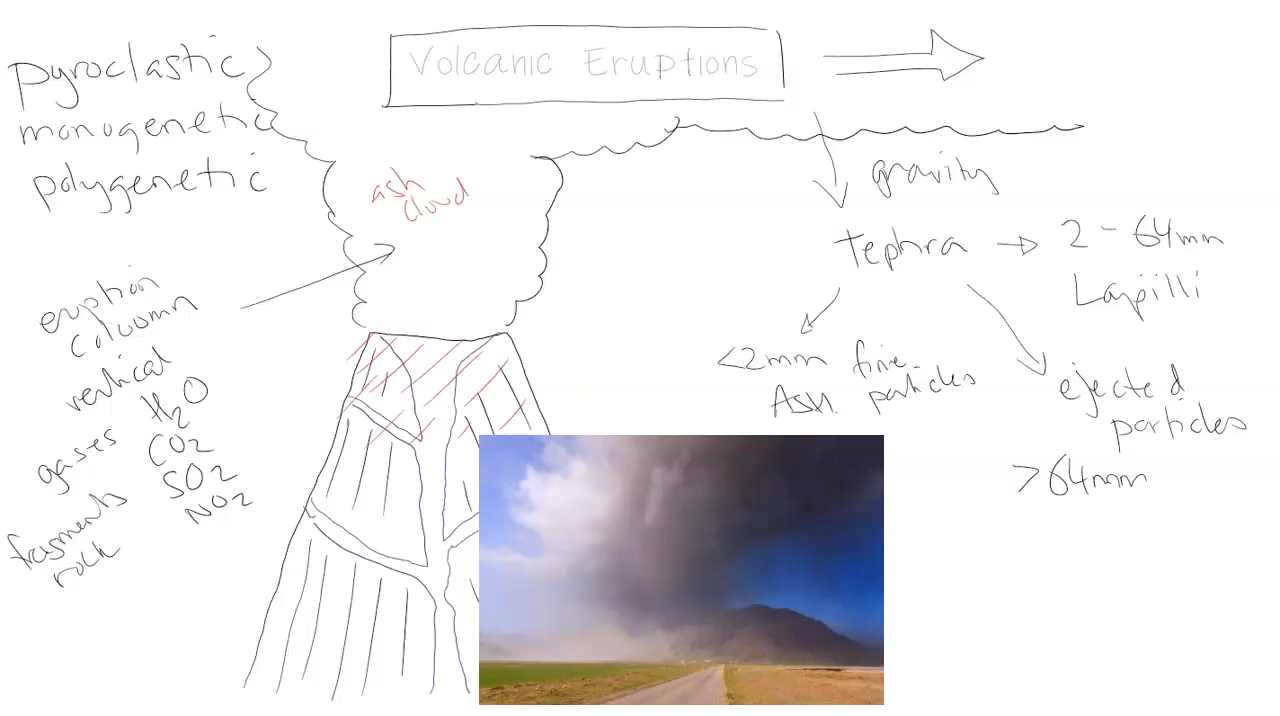 Volcanic Eruptions
pyroclastic
monogenetic
polygenetic
ash
cloud
gravity
Tephra → 2 - 64mm
Lapilli
<2mm fine
Ash particles
ejected
particles
>64mm
eruption
coloumn
vertical
H2O
gases CO2
SO2
NO2
fragments
rock